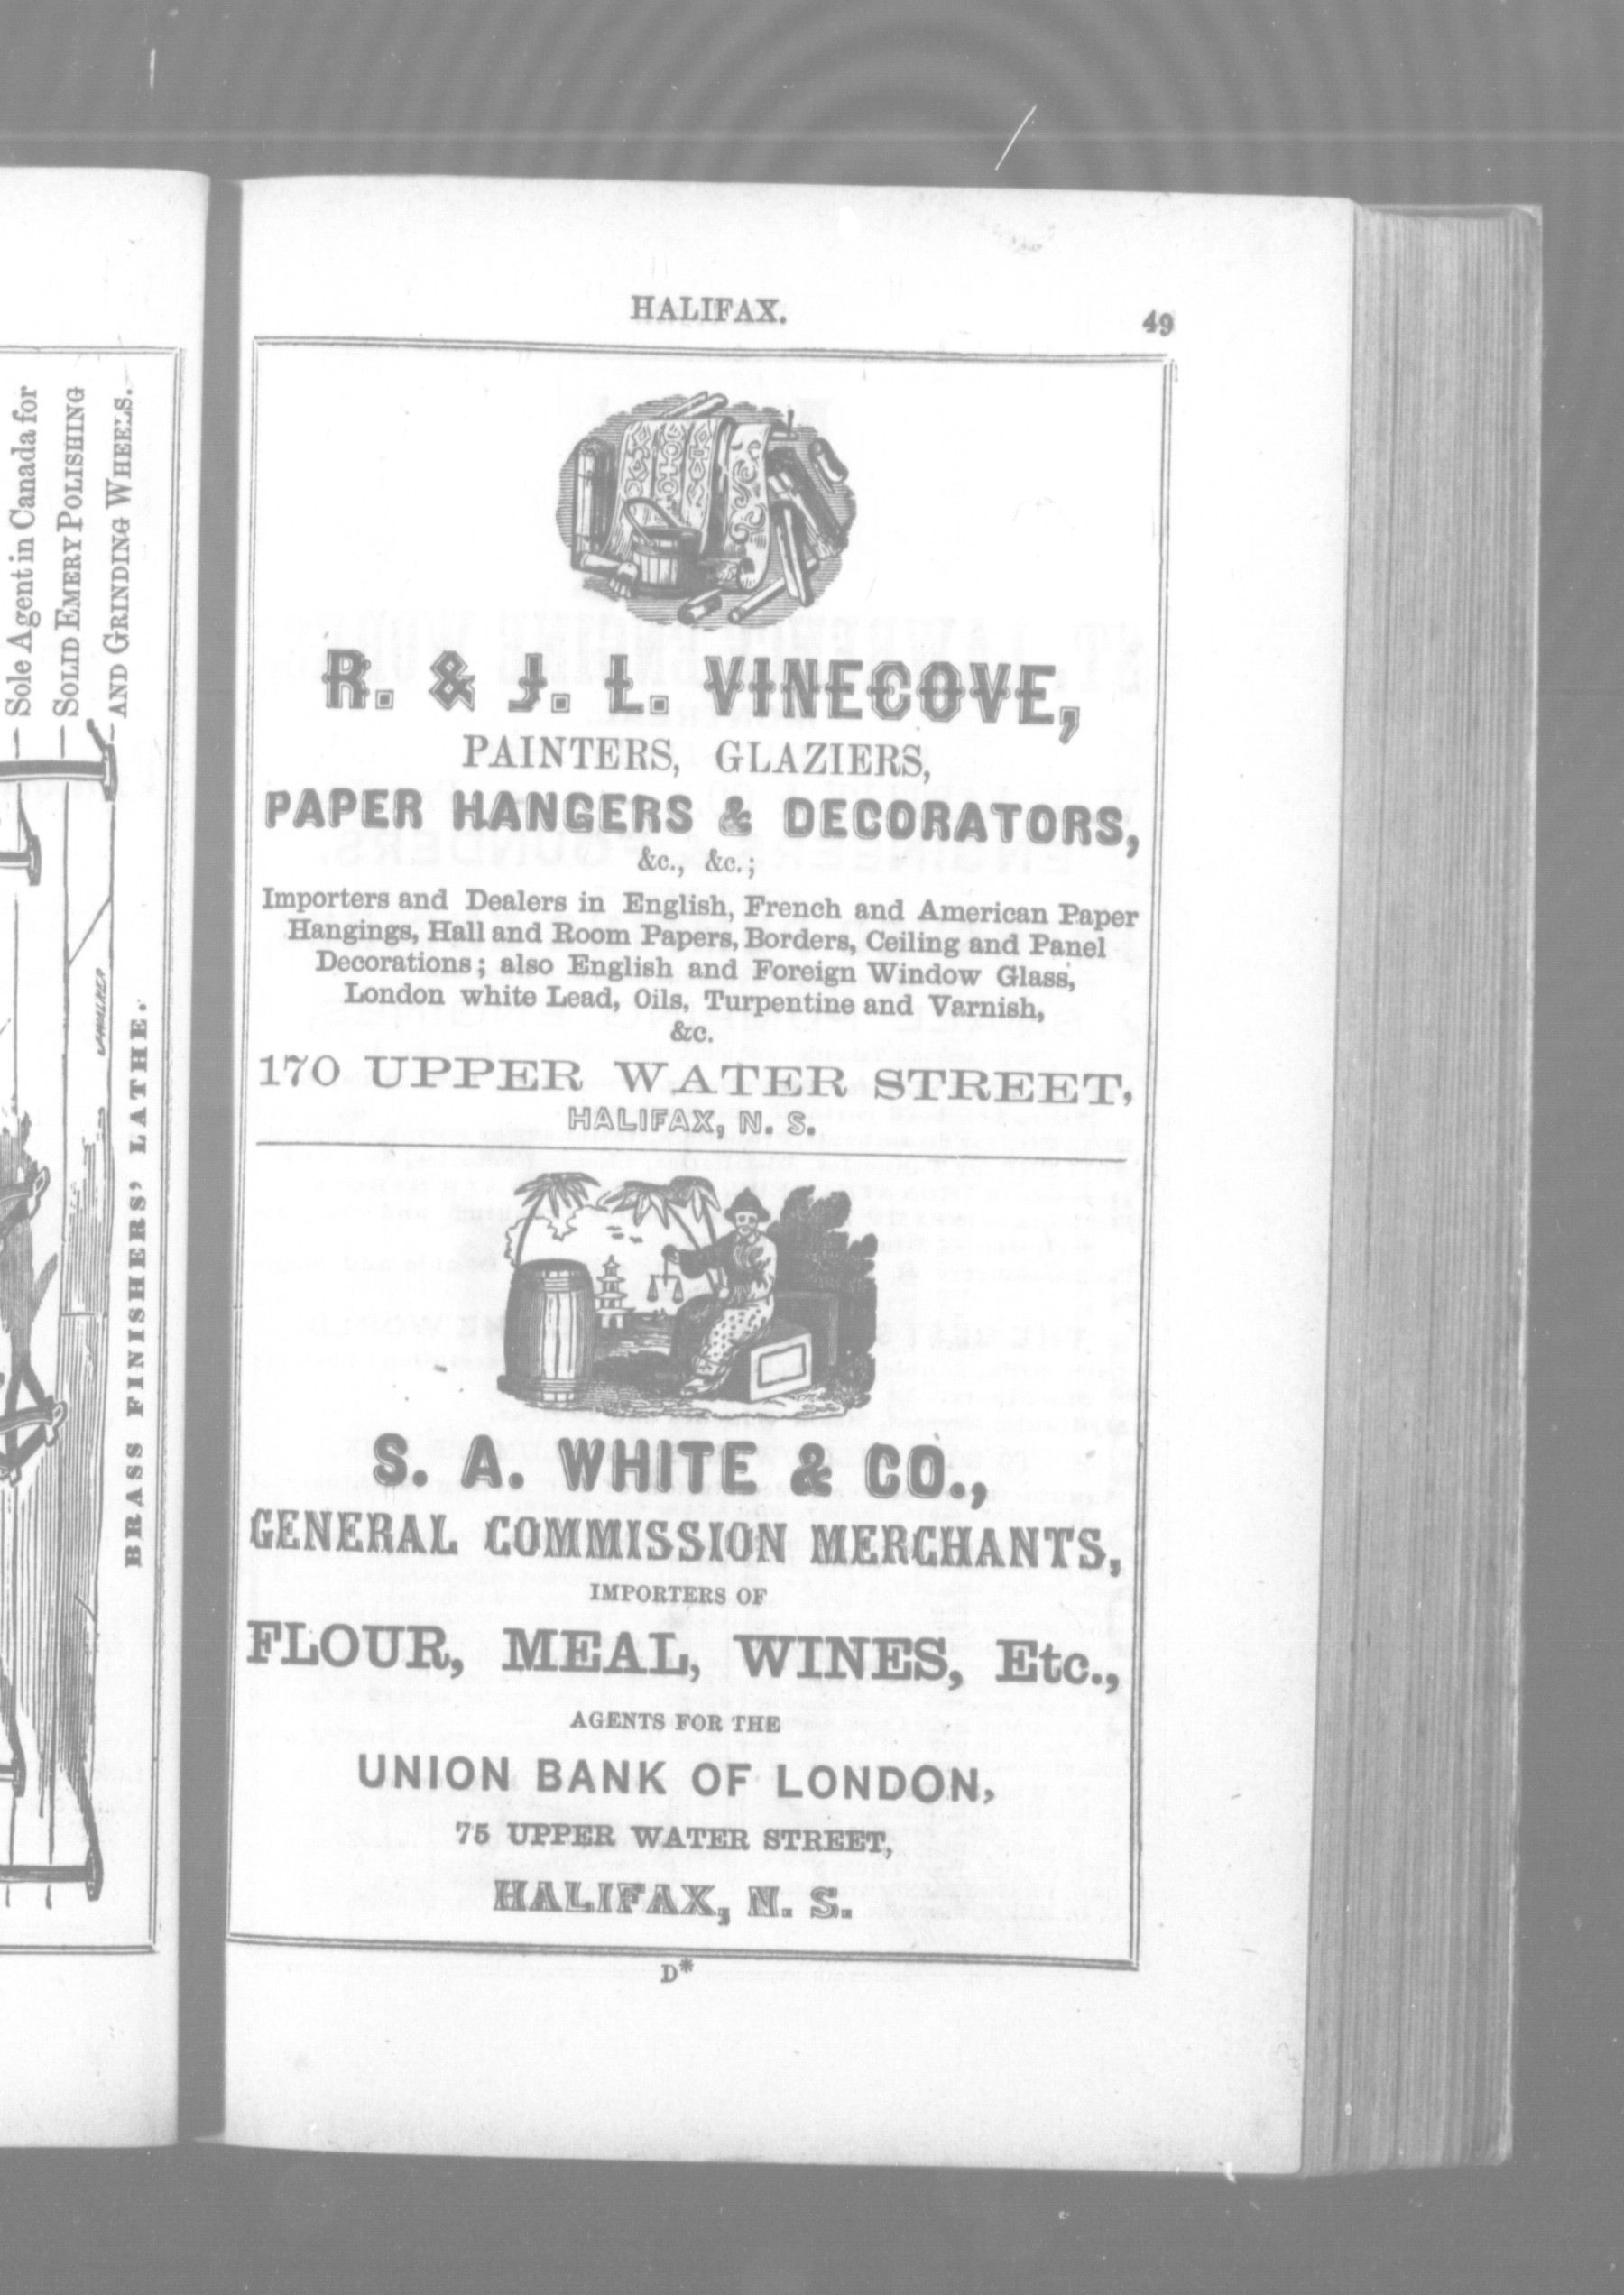 Sole Agent in Canada for
SOLID EMERY POLISHING
AND GRINDING WHEELS.
BRASS FINISHERS' LATHE.
HALIFAX.
49
R. & J. L. VINECOVE,
PAINTERS, GLAZIERS,
PAPER HANGERS & DECORATORS,
&c., &c.;
Importers and Dealers in English, French and American Paper
Hangings, Hall and Room Papers, Borders, Ceiling and Panel
Decorations; also English and Foreign Window Glass,
London white Lead, Oils, Turpentine and Varnish,
&c.
170 UPPER WATER STREET,
HALIFAX, N. S.
S. A. WHITE & CO.,
GENERAL COMMISSION MERCHANTS,
IMPORTERS OF
FLOUR, MEAL, WINES, Etc.,
AGENTS FOR THE
UNION BANK OF LONDON,
75 UPPER WATER STREET,
HALIFAX, N. S.
D*